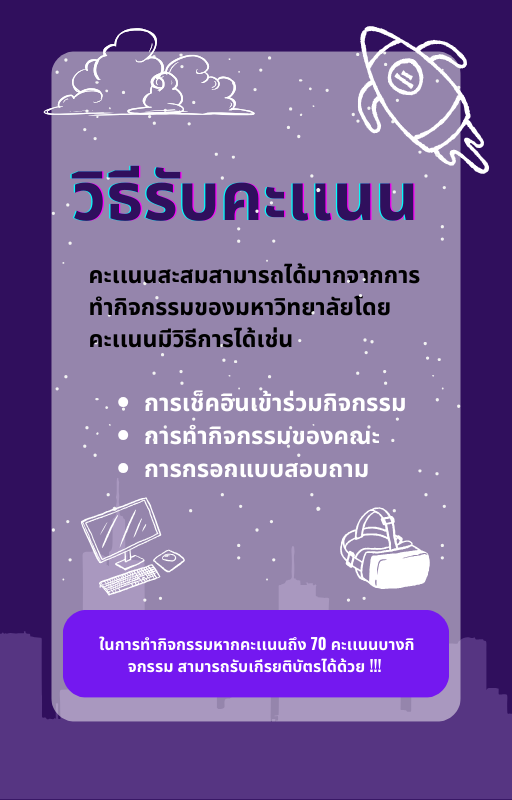 วิธีรับคะแนน
คะแนนสะสมสามารถได้มากจากการ
ทำกิจกรรมของมหาวิทยาลัยโดย
คะแนนมีวิธีการได้เช่น
การเช็คอินเข้าร่วมกิจกรรม
การทำกิจกรรมของคณะ
การกรอกแบบสอบถาม
ในการทำกิจกรรมหากคะแนนถึง 70 คะแนนบางกิ
จกรรม สามารถรับเกีรยติบัตรได้ด้วย !!!